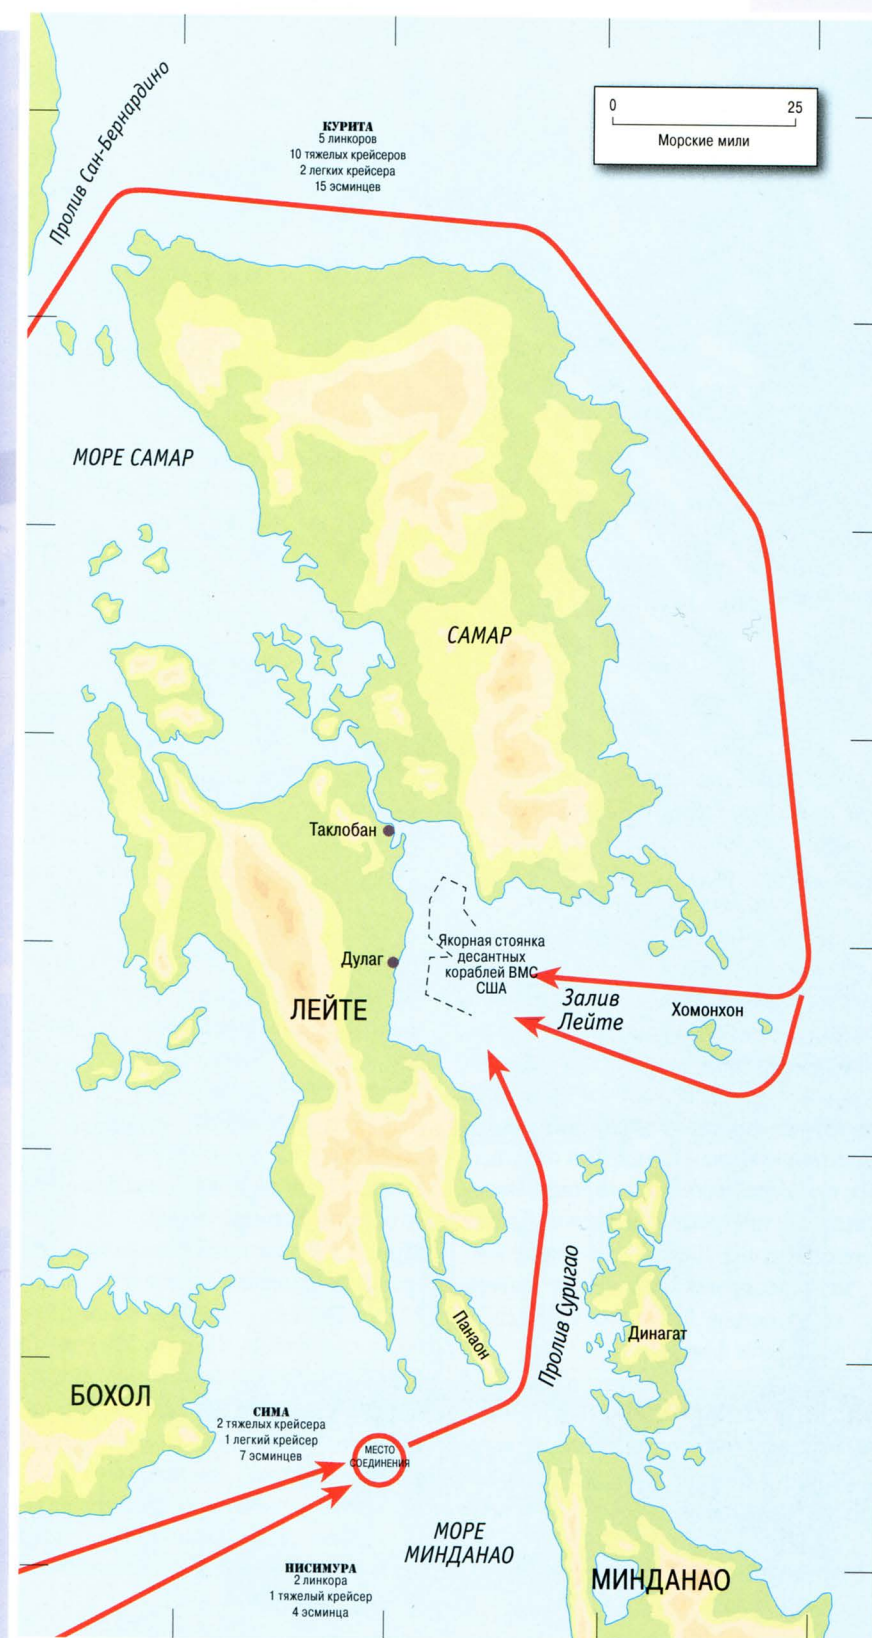 Пролив Сан-Бернардино
КУРИТА
5 линкоров
10 тяжелых крейсеров
2 легких крейсера
15 эсминцев
0 25
Морские мили
МОРЕ САМАР
САМАР
Таклобан
Дулаг
Якорная стоянка
десантных
кораблей ВМС
США
ЛЕЙТЕ
Залив
Лейте
Хомонхон
Пролив Суригао
Панаон
Динагат
БОХОЛ
СИМА
2 тяжелых крейсера
1 легкий крейсер
7 эсминцев
МЕСТО
СОЕДИНЕНИЯ
МОРЕ
МИНДАНАО
НИСИМУРА
2 линкора
1 тяжелый крейсер
4 эсминца
МИНДАНАО